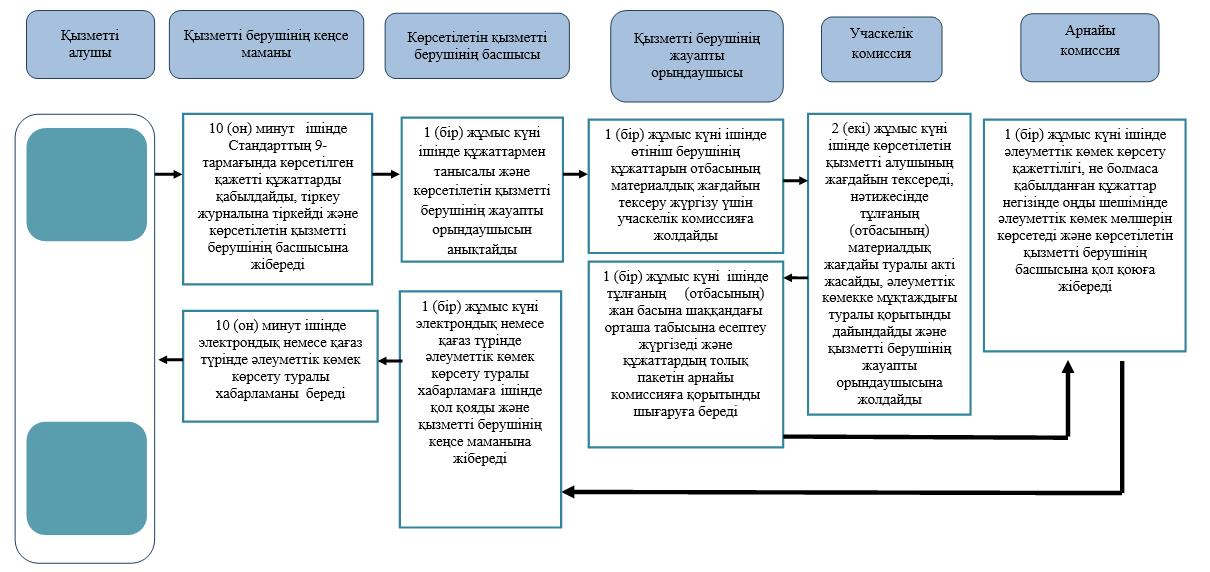 Қызметті
алушы
Қызметті берушінің кеңсе
маманы
Көрсетілетін қызметті
берушінің басшысы
Қызметті берушінің
жауапты
орындаушысы
Учаскелік
комиссия
Арнайы
комиссия
10 (он) минут ішінде
Стандарттың 9-
тармағында көрсетілген
қажетті құжаттарды
қабылдайды, тіркеу
журналына тіркейді және
көрсетілетін қызметті
берушінің басшысына
жібереді
1 (бір) жұмыс күні
ішінде құжаттармен
танысалы және
көрсетілетін қызметті
берушінің жауапты
орындаушысын
анықтайды
1 (бір) жұмыс күні ішінде
өтініш берушінің
құжаттарын отбасының
материалдық жағдайын
тексеру жүргізу үшін
учаскелік комиссияға
жолдайды
2 (екі) жұмыс күні
ішінде көрсетілетін
қызметті алушының
жағдайын тексереді,
нәтижесінде
тұлғаның
(отбасының)
материалдық
жағдайы туралы акті
жасайды, әлеуметтік
көмекке мұқтаждығы
туралы қорытынды
дайындайды және
қызметті берушінің
жауапты
орындаушысына
жолдайды
1 (бір) жұмыс күні ішінде
әлеуметтік көмек көрсету
қажеттілігі, не болмаса
қабылданған құжаттар
негізінде оңды шешімінде
әлеуметтік көмек мөлшерін
көрсетеді және көрсетілетін
қызметті берушінің
басшысына қол қоюға
жібереді
1 (бір) жұмыс күні ішінде
тұлғаның (отбасының)
жан басына шаққандағы
орташа табысына есептеу
жүргізеді және
құжаттардың толық
пакетін арнайы
комиссияға қорытынды
шығаруға береді
1 (бір) жұмыс күні
электрондық немесе
қағаз түрінде
әлеуметтік көмек
көрсету туралы
хабарламаға ішінде
қол қояды және
қызметті берушінің
кеңсе маманына
жібереді
10 (он) минут ішінде
электрондық немесе қағаз
түрінде әлеуметтік көмек
көрсету туралы
хабарламаны береді